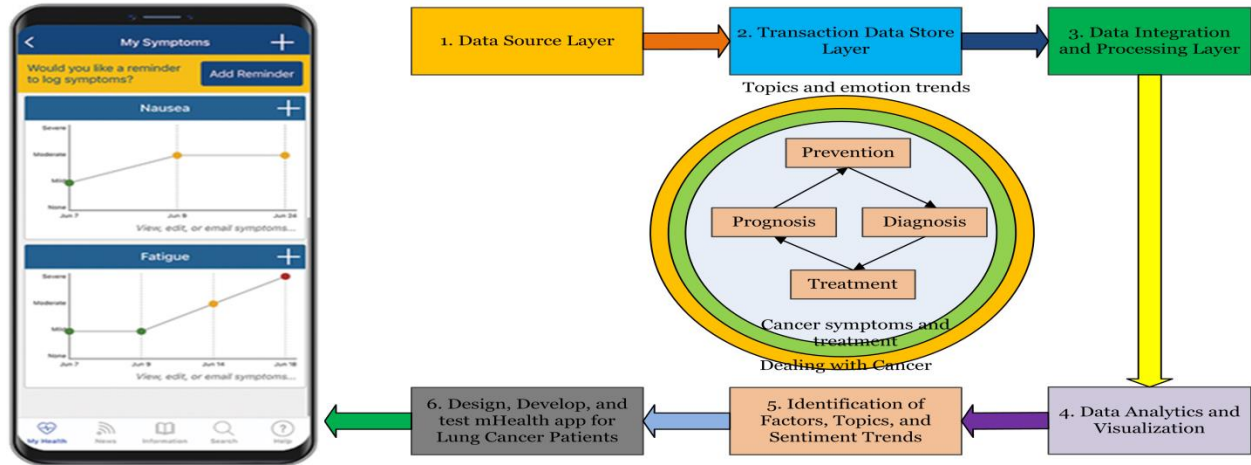 My Symptoms
Would you like a reminder
to log symptoms?
Add Reminder
Nausea
Severe
Moderate
Mild
None
Jun 7
Jun 9
Jun 24
View, edit, or email symptoms...
Fatigue
Severe
Moderate
Mild
None
Jun 7
Jun 9
Jun 14
Jun 18
View, edit, or email symptoms...
My Health
News
Information
Search
Help
1. Data Source Layer
2. Transaction Data Store
Layer
3. Data Integration
and Processing Layer
Topics and emotion trends
Prevention
Prognosis
Diagnosis
Treatment
Cancer symptoms and
treatment
Dealing with Cancer
6. Design, Develop, and
test mHealth app for
Lung Cancer Patients
5. Identification of
Factors, Topics, and
Sentiment Trends
4. Data Analytics and
Visualization